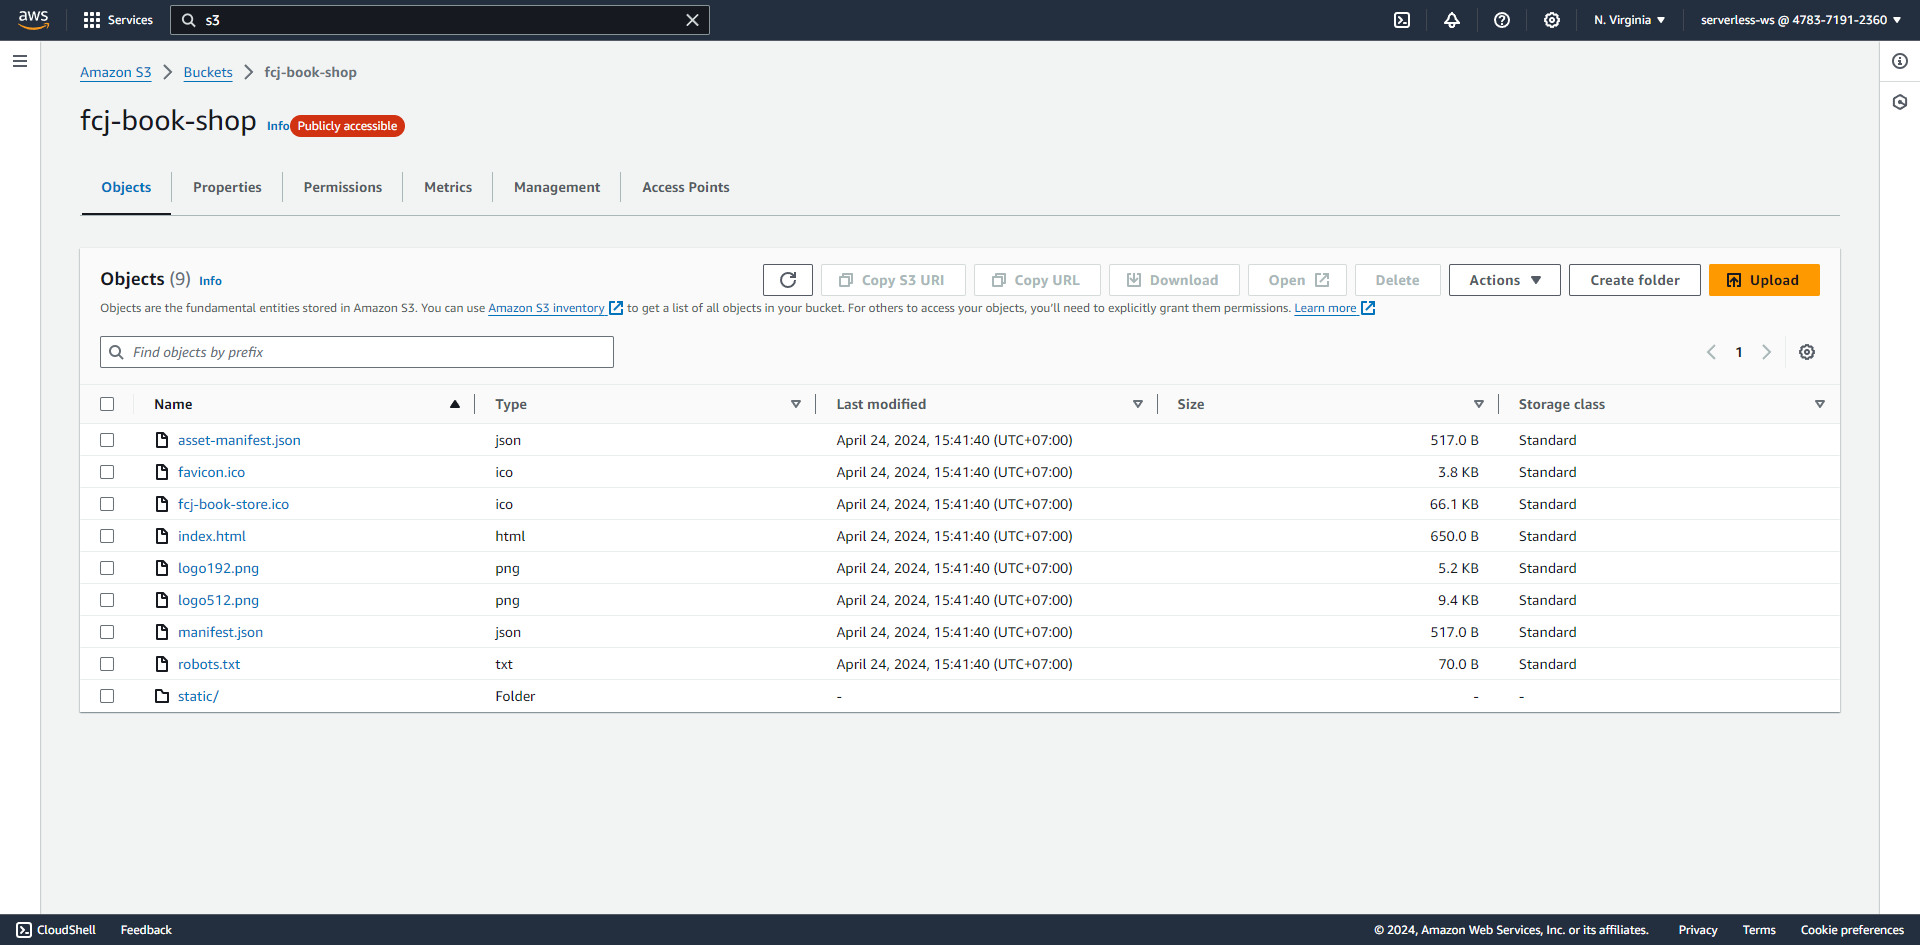 aws Services s3 N. Virginia serverless-ws @ 4783-7191-2360
Amazon S3 Buckets fcj-book-shop
fcj-book-shop Info Publicly accessible
Objects Properties Permissions Metrics Management Access Points
Objects (9) Info Copy S3 URI Copy URL Download Open Delete Actions Create folder Upload
Objects are the fundamental entities stored in Amazon S3. You can use Amazon S3 inventory to get a list of all objects in your bucket. For others to access your objects, you'll need to explicitly grant them permissions. Learn more
Find objects by prefix 1
Name Type Last modified Size Storage class
asset-manifest.json json April 24, 2024, 15:41:40 (UTC+07:00) 517.0 B Standard
favicon.ico ico April 24, 2024, 15:41:40 (UTC+07:00) 3.8 KB Standard
fcj-book-store.ico ico April 24, 2024, 15:41:40 (UTC+07:00) 66.1 KB Standard
index.html html April 24, 2024, 15:41:40 (UTC+07:00) 650.0 B Standard
logo192.png png April 24, 2024, 15:41:40 (UTC+07:00) 5.2 KB Standard
logo512.png png April 24, 2024, 15:41:40 (UTC+07:00) 9.4 KB Standard
manifest.json json April 24, 2024, 15:41:40 (UTC+07:00) 517.0 B Standard
robots.txt txt April 24, 2024, 15:41:40 (UTC+07:00) 70.0 B Standard
static/ Folder - - -
CloudShell Feedback © 2024, Amazon Web Services, Inc. or its affiliates. Privacy Terms Cookie preferences